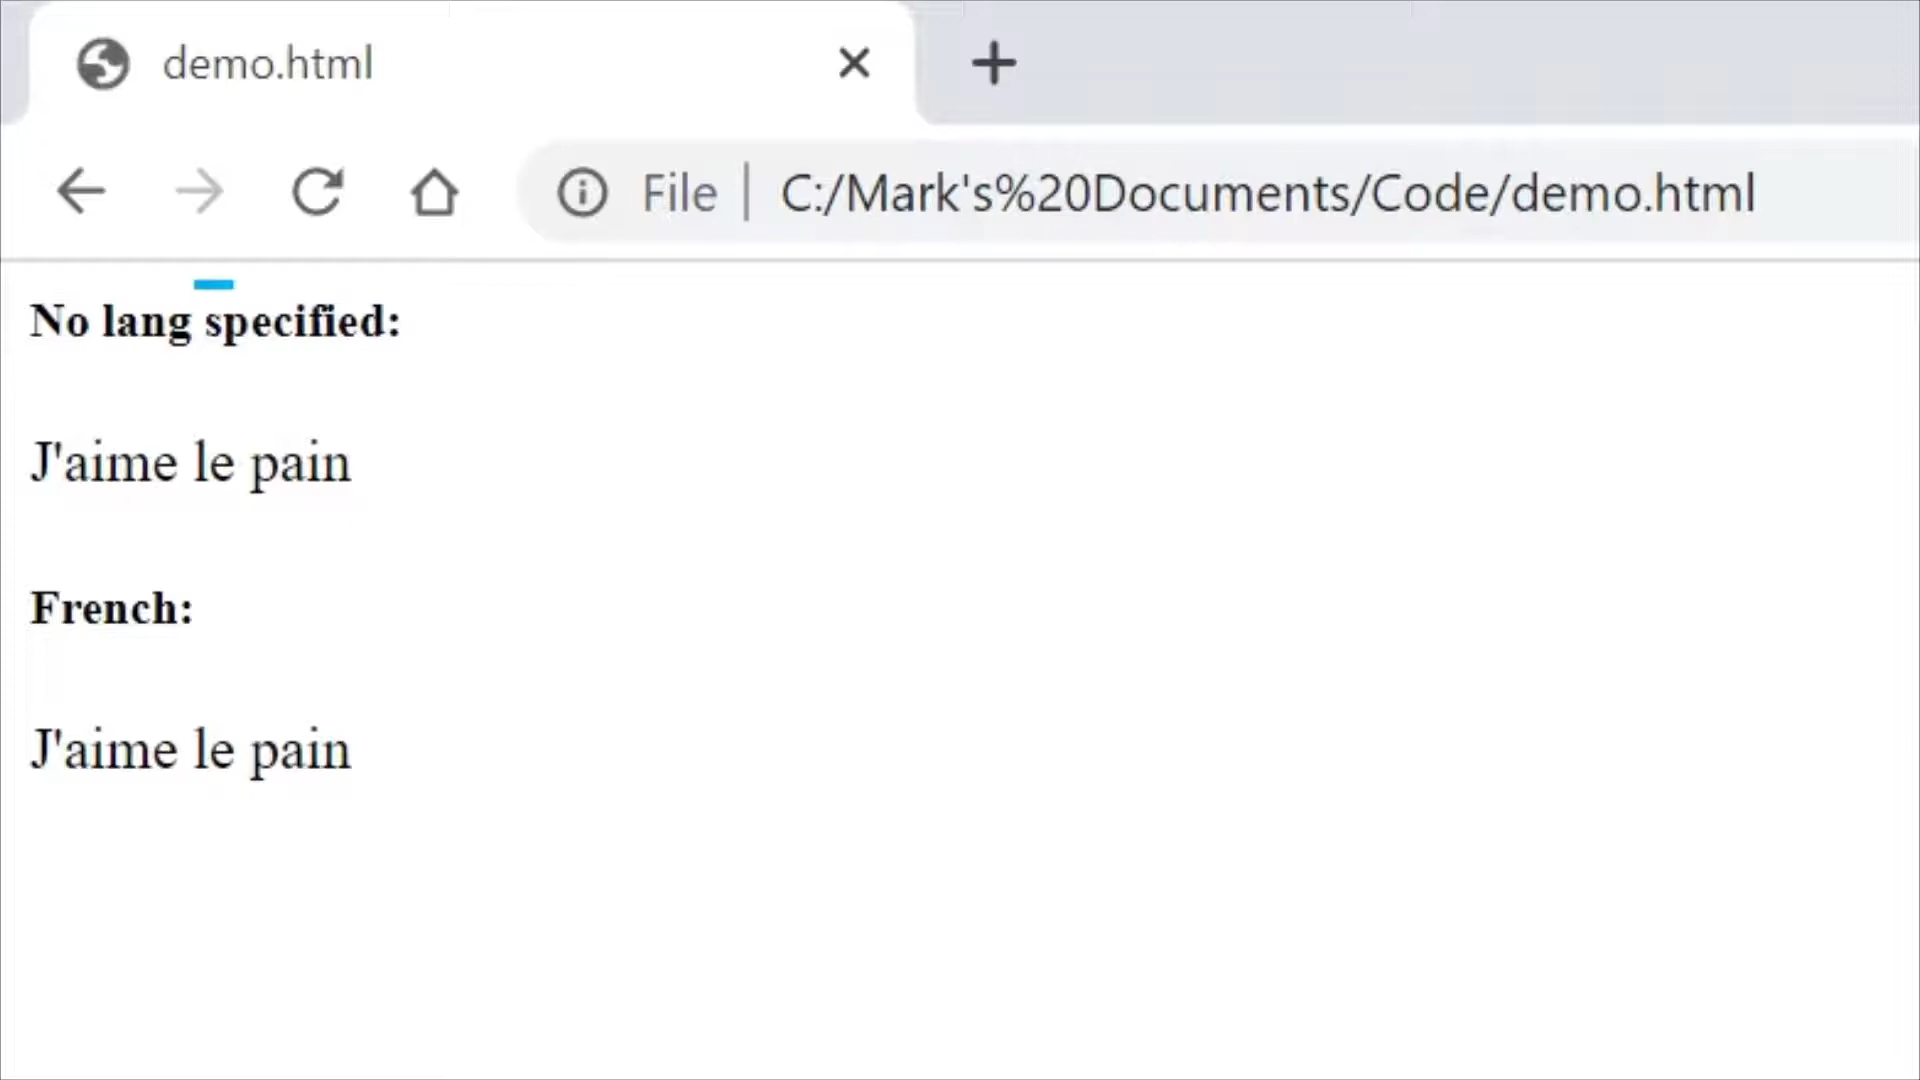 demo.html
File | C:/Mark's%20Documents/Code/demo.html
No lang specified:
J'aime le pain
French:
J'aime le pain